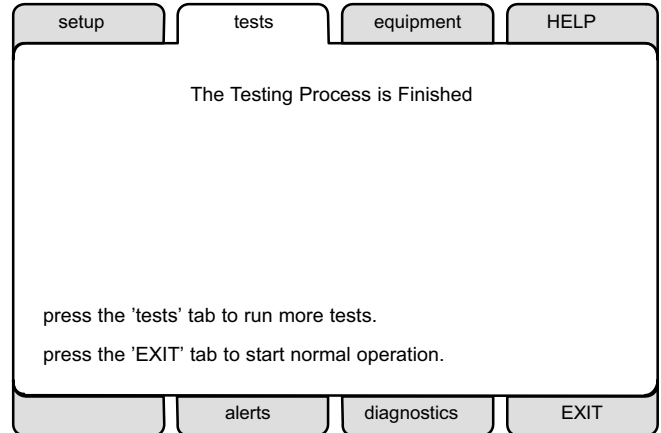 setup
tests
equipment
HELP
The Testing Process is Finished
press the ’tests’ tab to run more tests.
press the ’EXIT’ tab to start normal operation.
alerts
diagnostics
EXIT